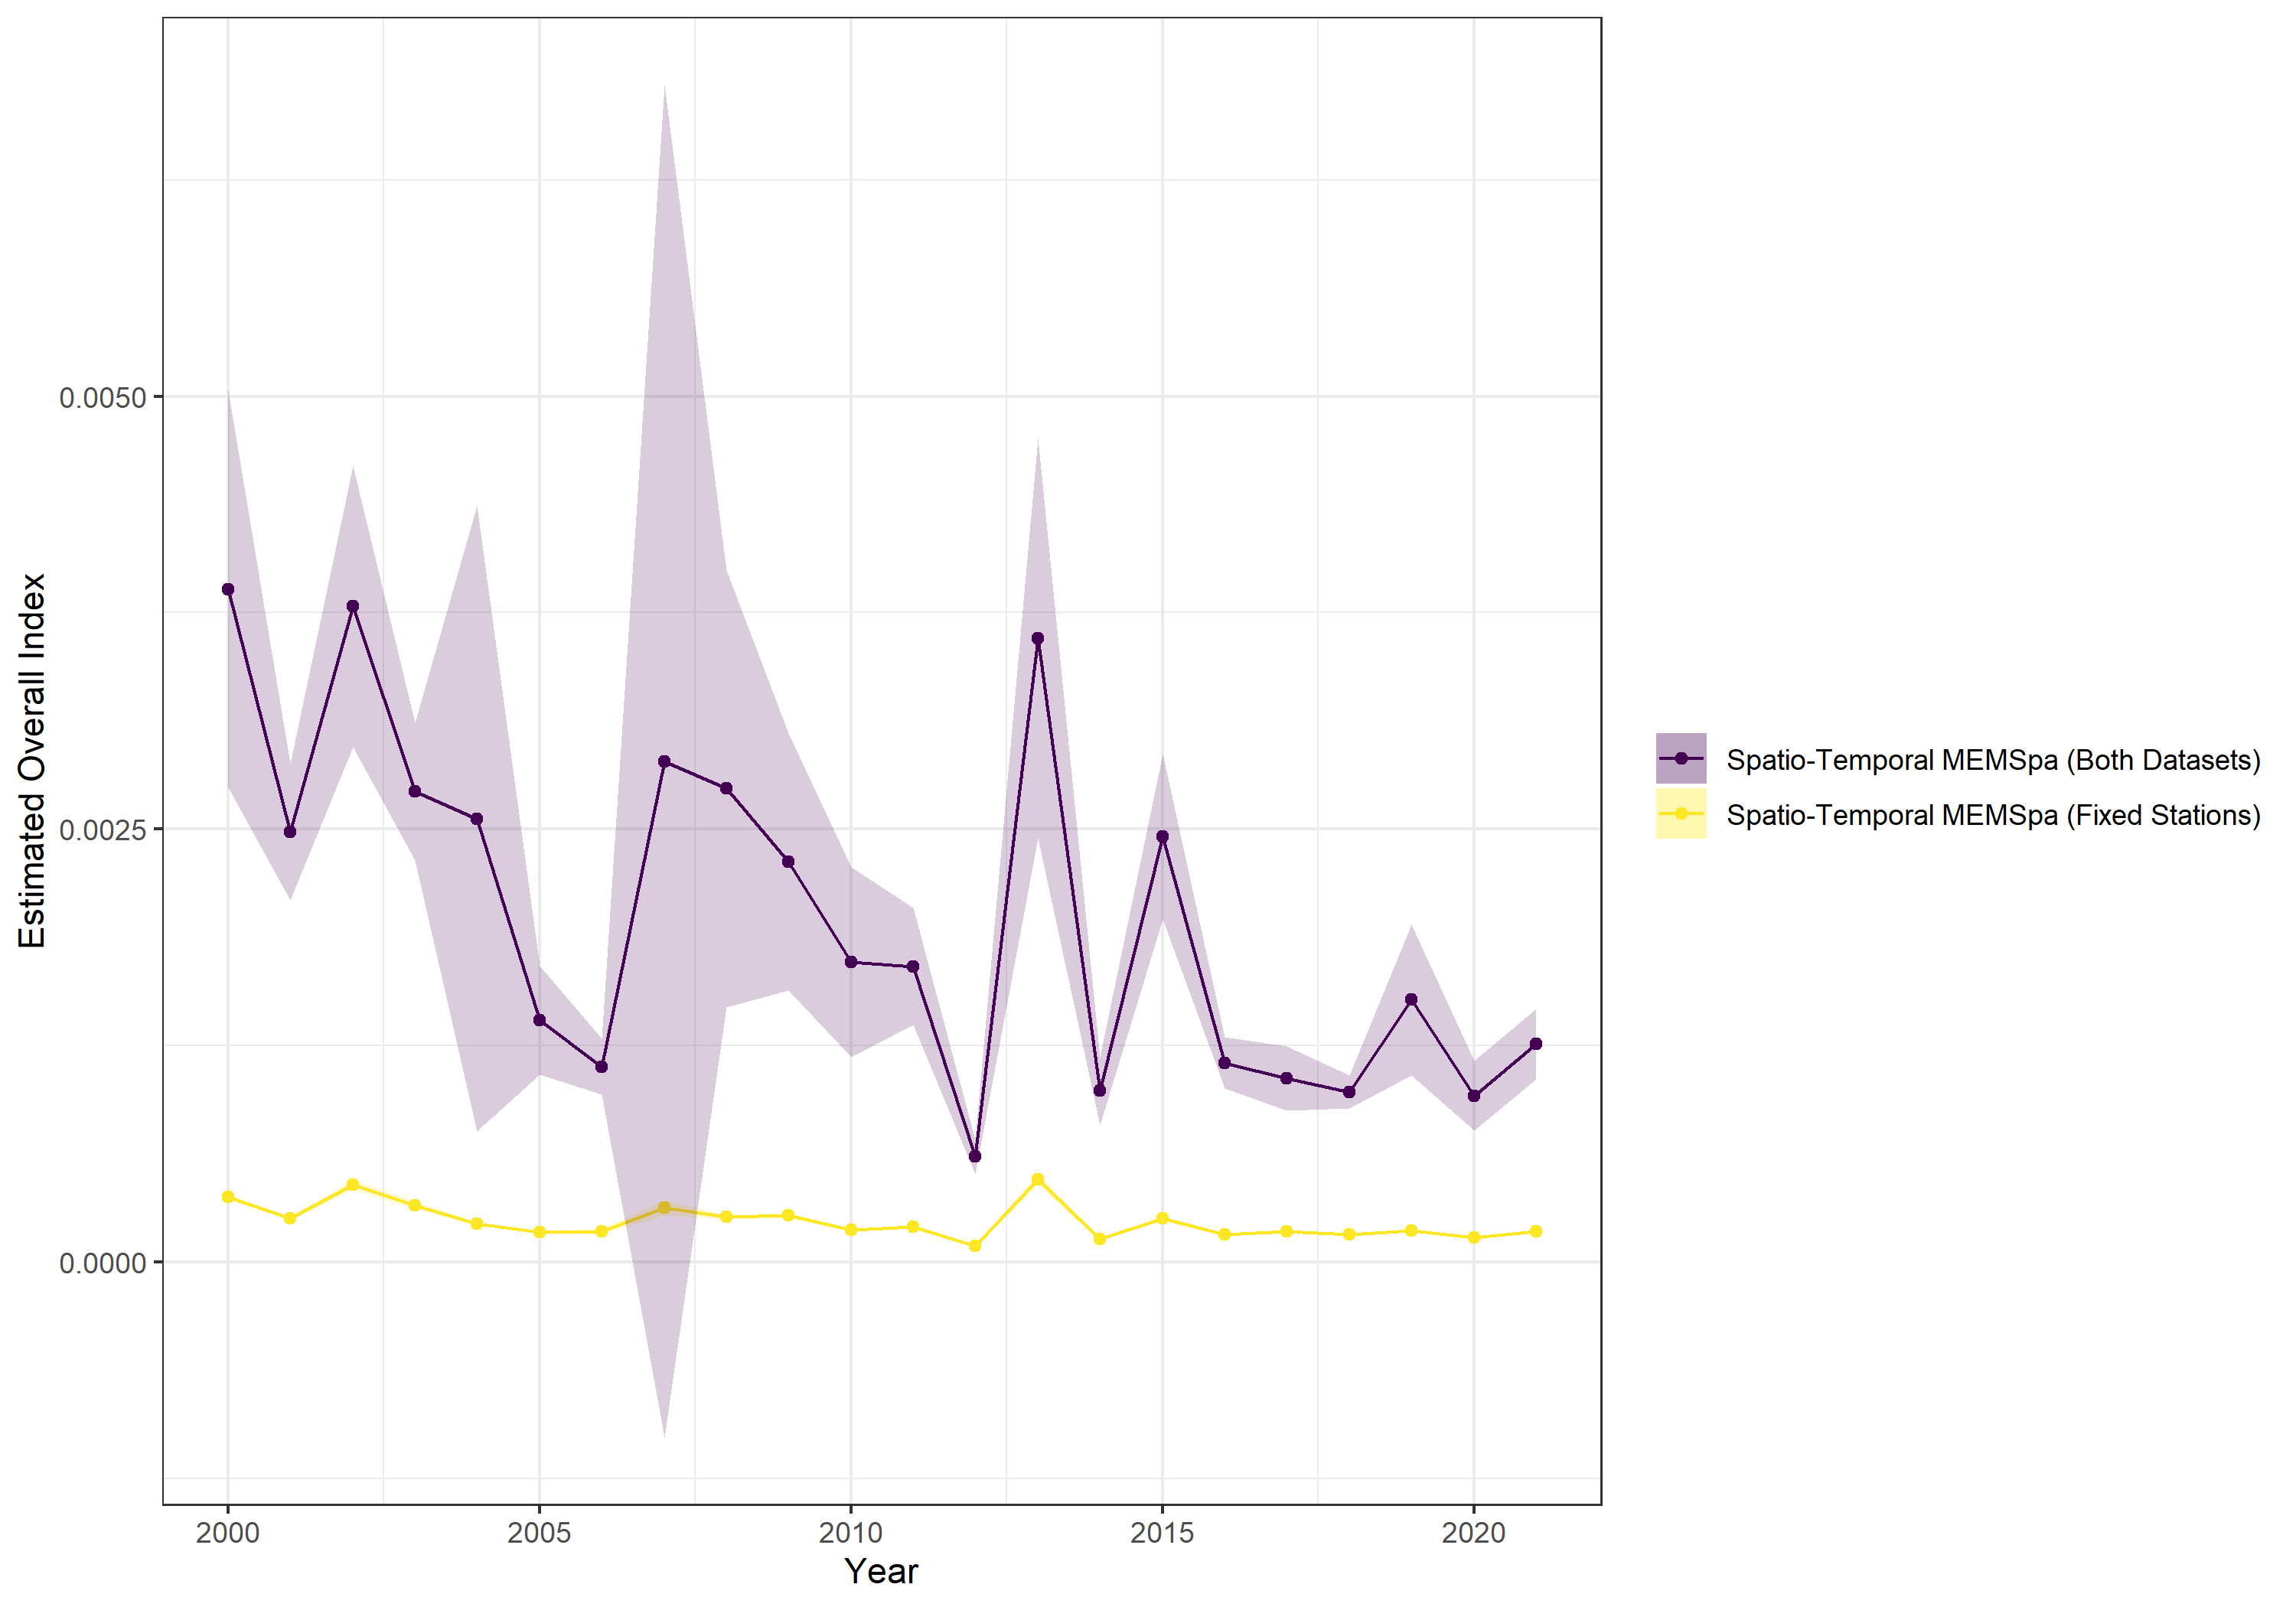 Estimated Overall Index
0.0050
0.0025
0.0000
2000 2005 2010 2015 2020
Year
Spatio-Temporal MEMSpa (Both Datasets)
Spatio-Temporal MEMSpa (Fixed Stations)